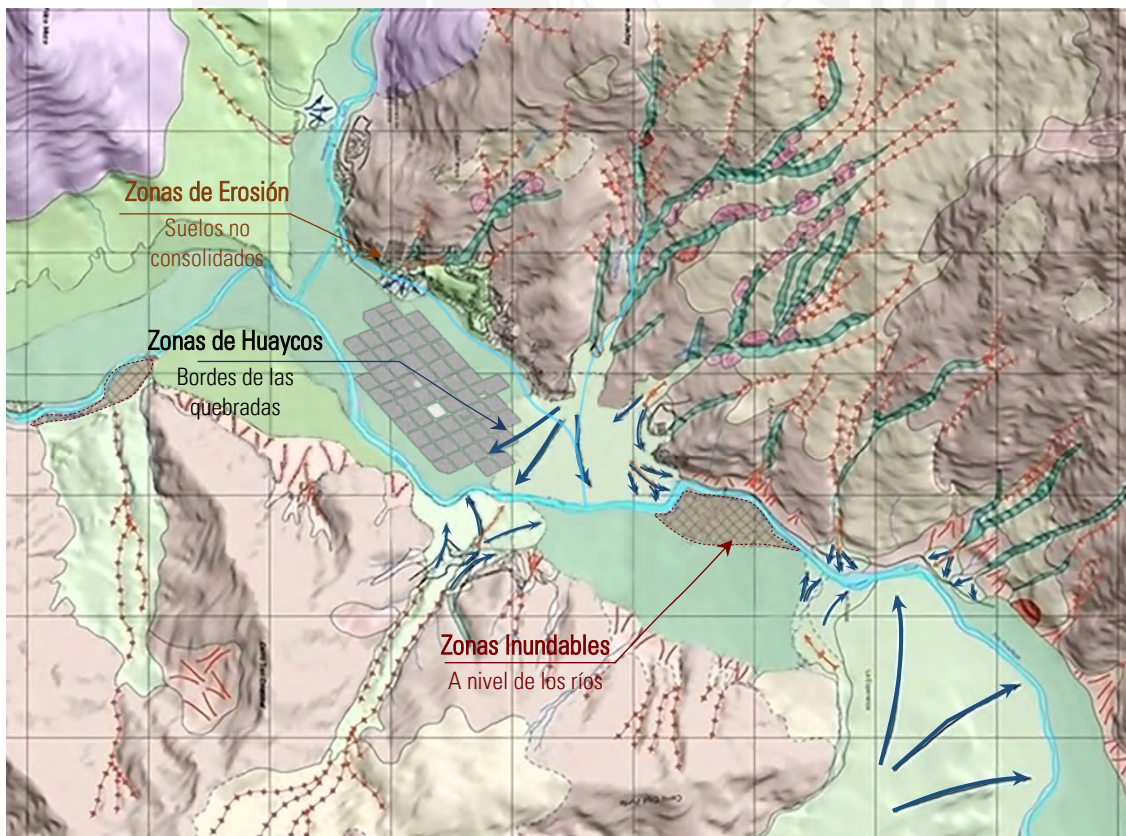 Zonas de Erosión
Suelos no
consolidados
Zonas de Huaycos
Bordes de las
quebradas
Zonas Inundables
A nivel de los ríos